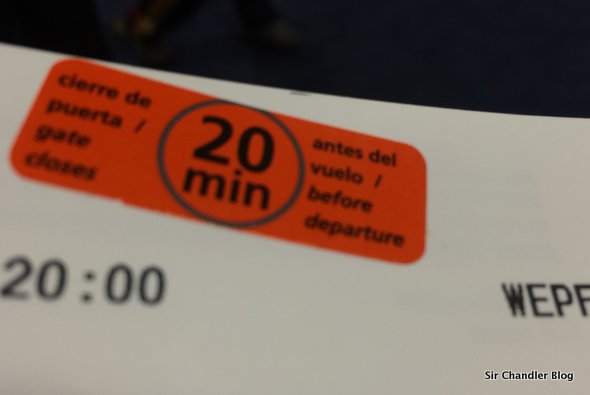 cierre de
puerta /
gate
closes
20
min
antes del
vuelo /
before
departure
20:00
WEPF
Sir Chandler Blog